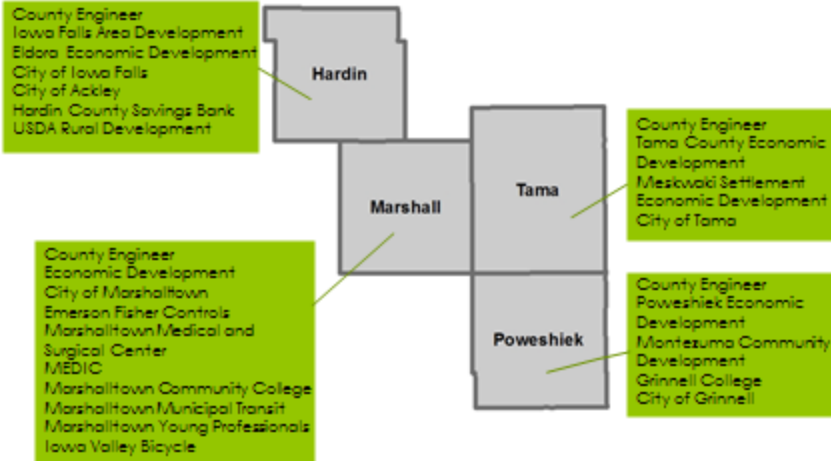 County Engineer
Iowa Falls Area Development
Eldora Economic Development
City of Iowa Falls
City of Ackley
Hardin County Savings Bank
USDA Rural Development
Hardin
Marshall
Tama
Poweshiek
County Engineer
Tama County Economic
Development
Meskwaki Settlement
Economic Development
City of Tama
County Engineer
Economic Development
City of Marshalltown
Emerson Fisher Controls
Marshalltown Medical and
Surgical Center
MEDIC
Marshalltown Community College
Marshalltown Municipal Transit
Marshalltown Young Professionals
Iowa Valley Bicycle
County Engineer
Poweshiek Economic
Development
Montezuma Community
Development
Grinnell College
City of Grinnell